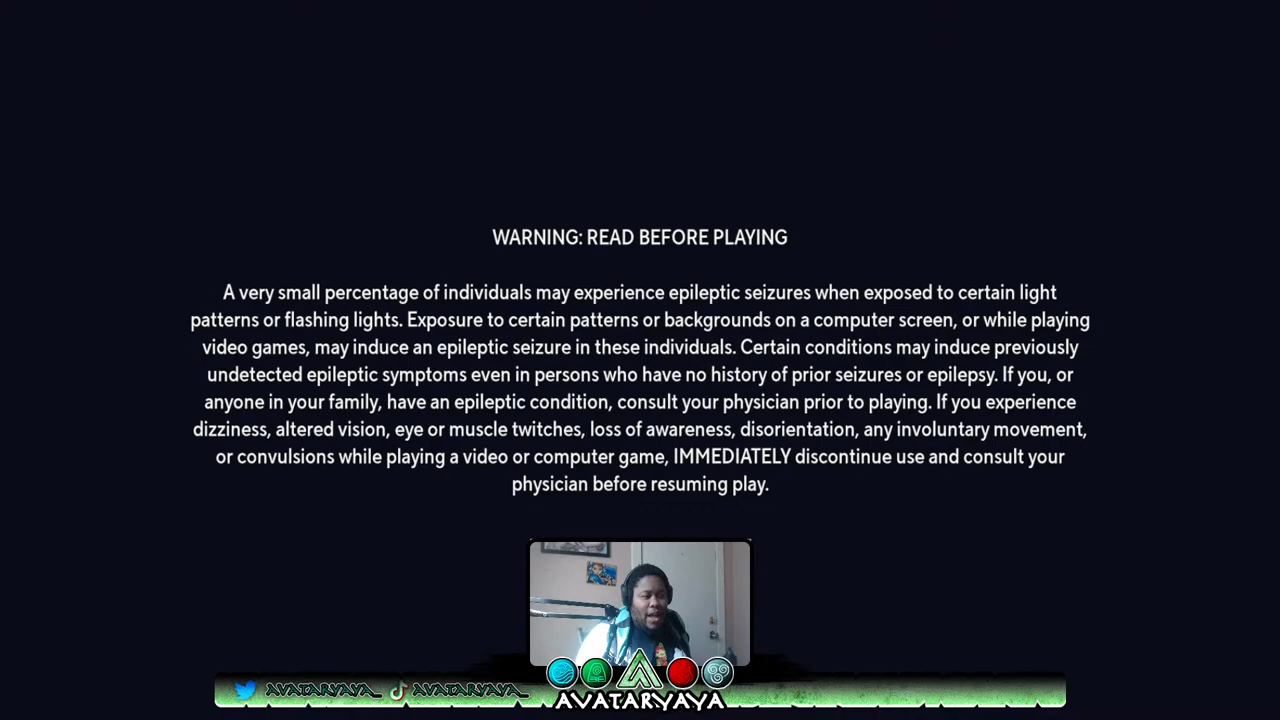 WARNING: READ BEFORE PLAYING
A very small percentage of individuals may experience epileptic seizures when exposed to certain light
patterns or flashing lights. Exposure to certain patterns or backgrounds on a computer screen, or while playing
video games, may induce an epileptic seizure in these individuals. Certain conditions may induce previously
undetected epileptic symptoms even in persons who have no history of prior seizures or epilepsy. If you, or
anyone in your family, have an epileptic condition, consult your physician prior to playing. If you experience
dizziness, altered vision, eye or muscle twitches, loss of awareness, disorientation, any involuntary movement,
or convulsions while playing a video or computer game, IMMEDIATELY discontinue use and consult your
physician before resuming play.
AVATARYAYA AVATARYAYA
AVATARYAYA